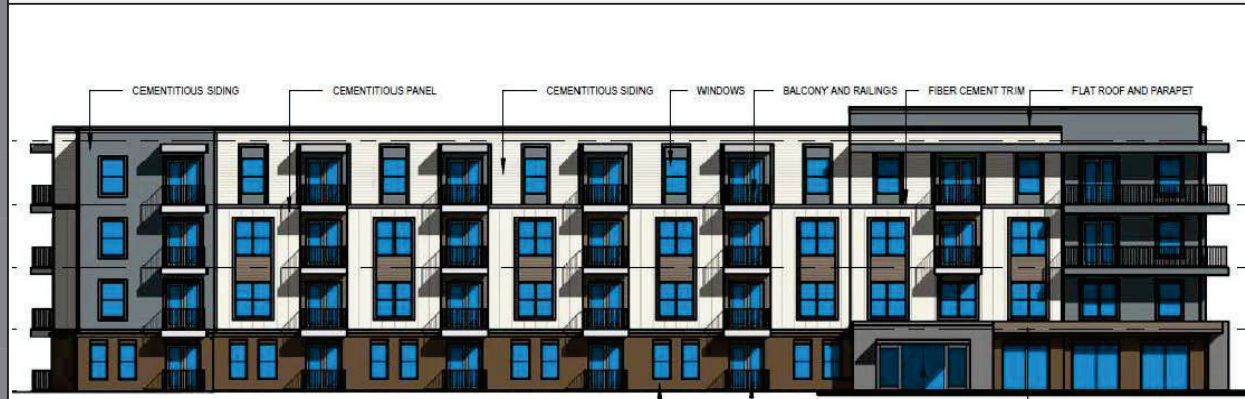 CEMENTITIOUS SIDING
CEMENTITIOUS PANEL
CEMENTITIOUS SIDING
WINDOWS
BALCONY AND RAILINGS
FIBER CEMENT TRIM
FLAT ROOF AND PARAPET